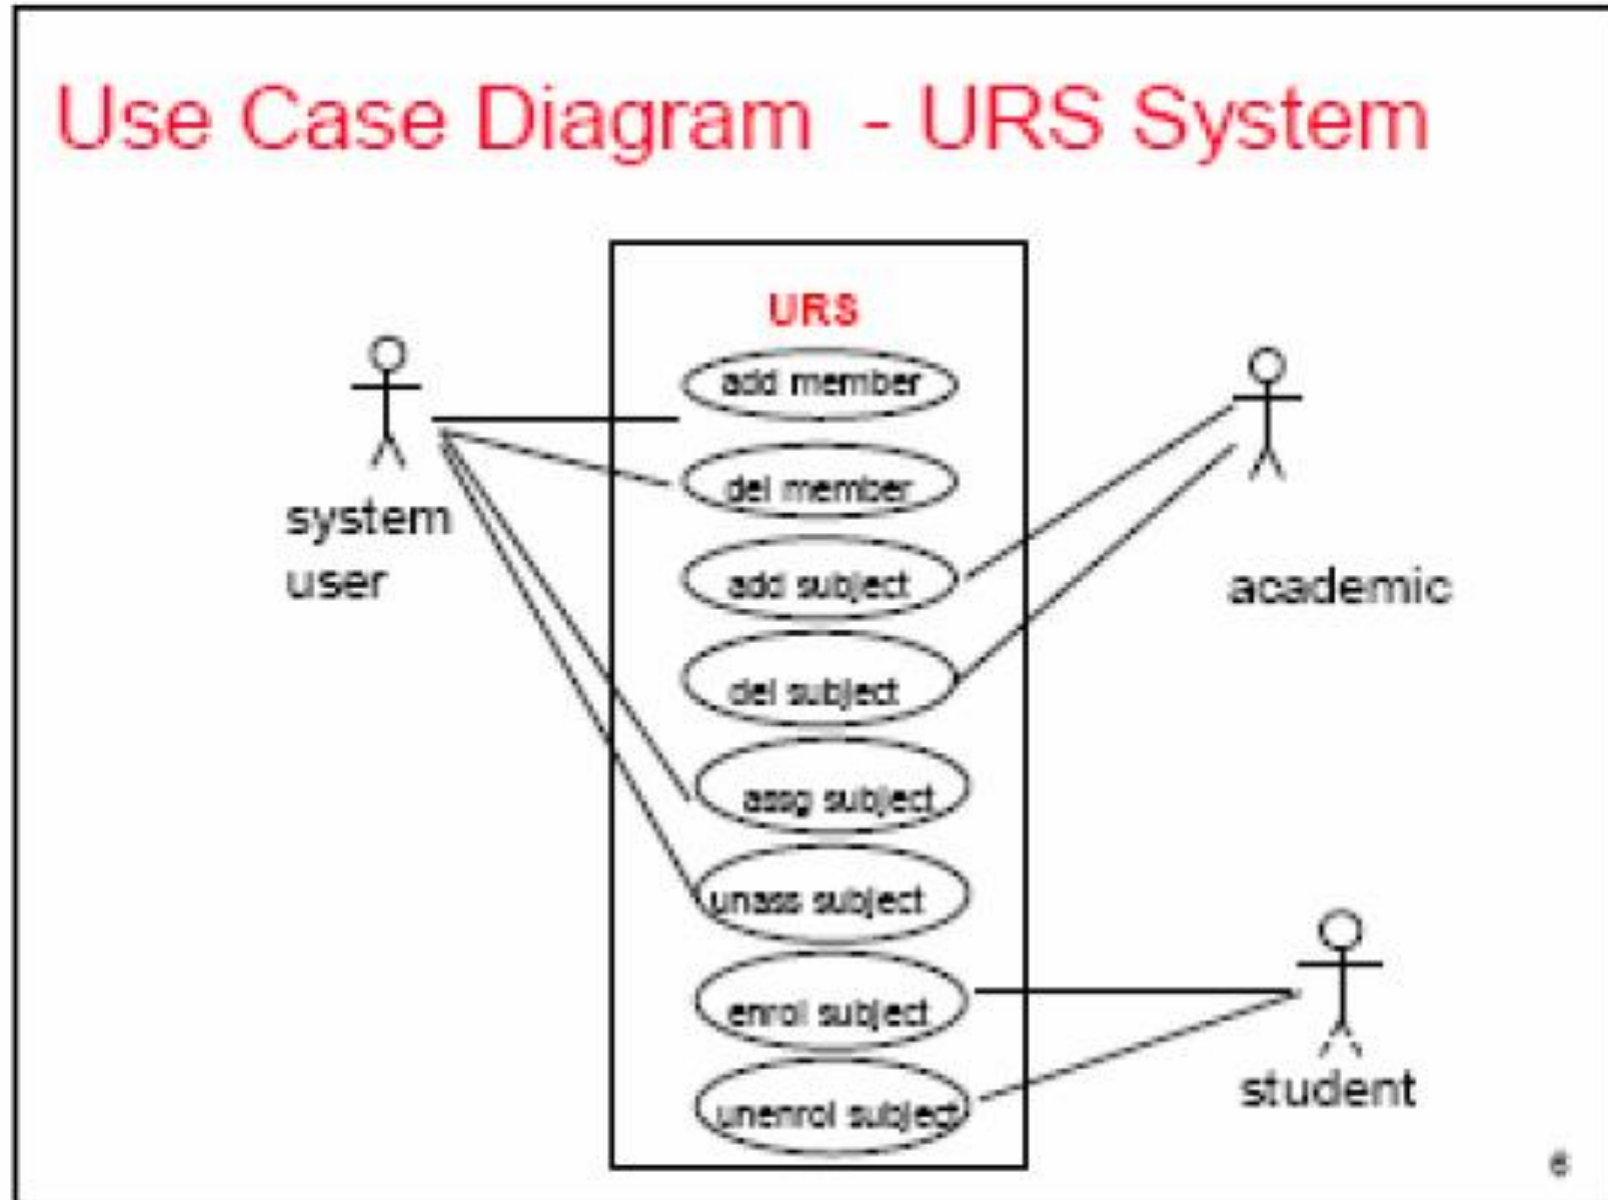 Use Case Diagram - URS System
URS
add member
del member
add subject
del subject
assg subject
unass subject
enrol subject
unenrol subject
system
user
academic
student